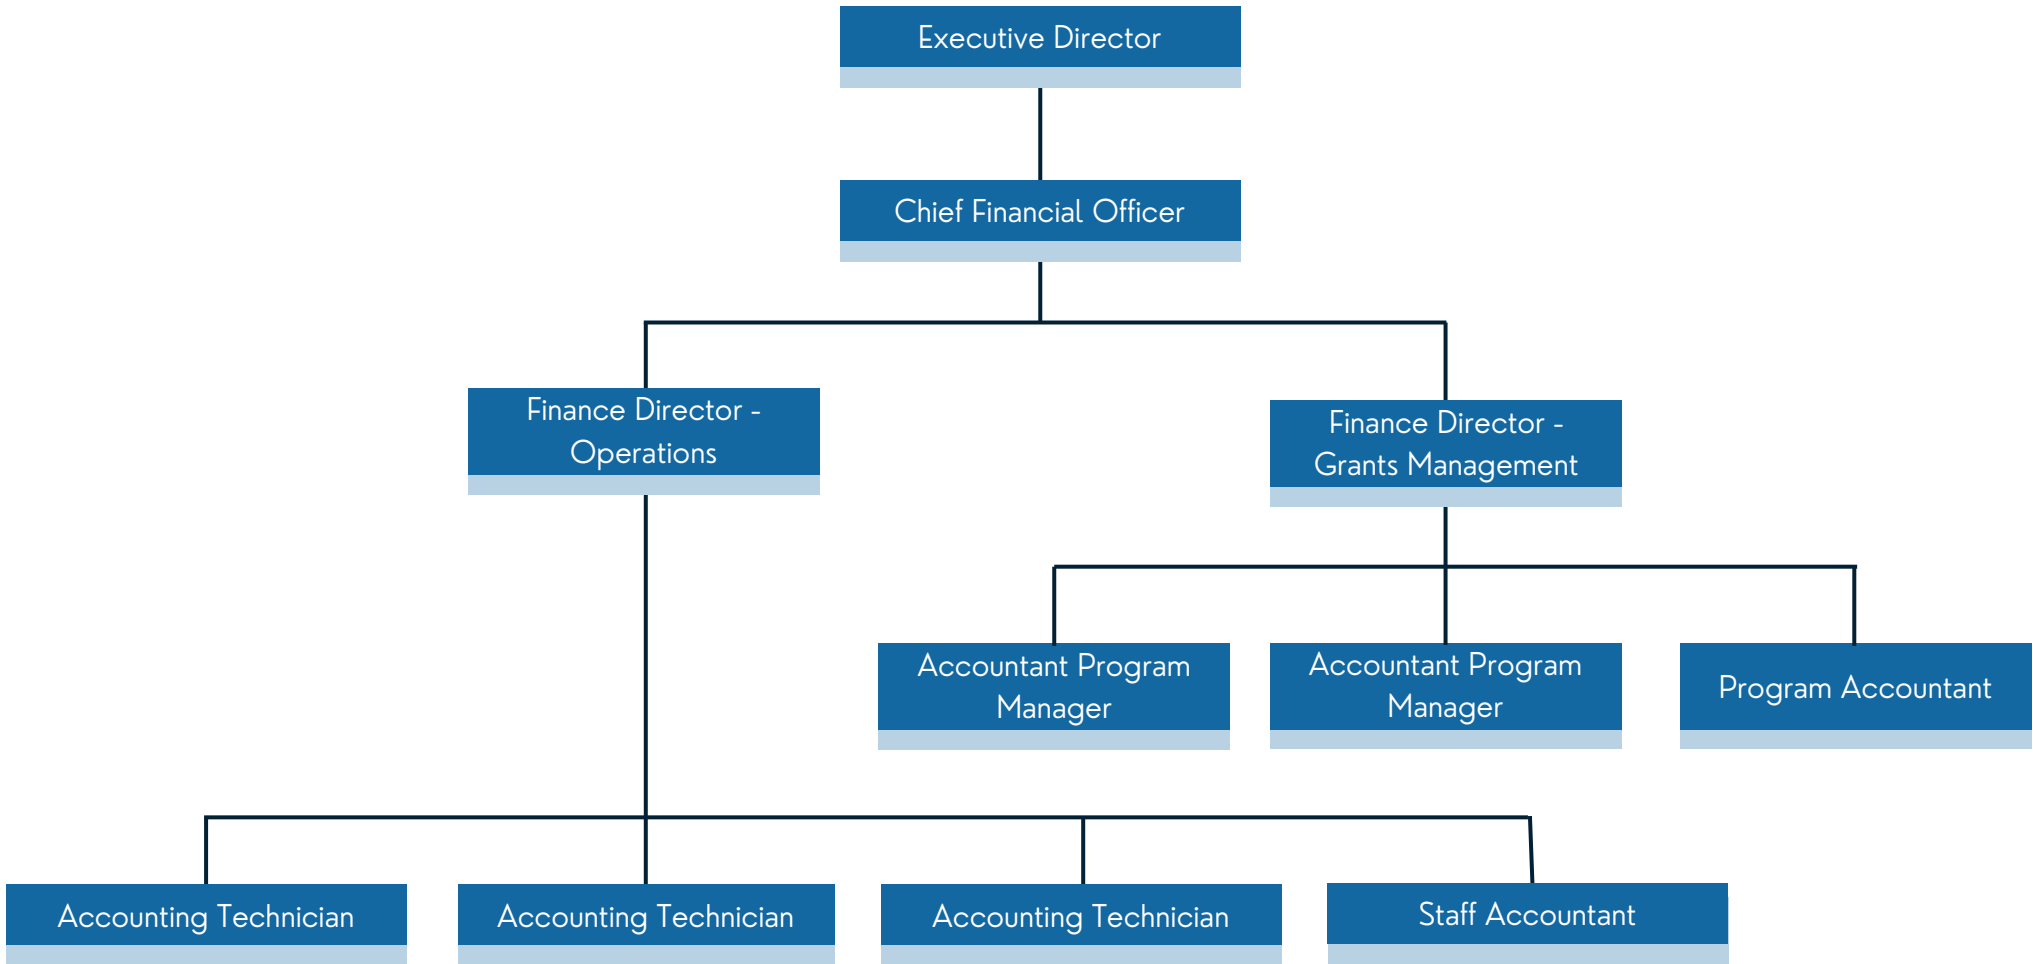 Executive Director
Chief Financial Officer
Finance Director -
Operations
Finance Director -
Grants Management
Accountant Program
Manager
Accountant Program
Manager
Program Accountant
Accounting Technician
Accounting Technician
Accounting Technician
Staff Accountant